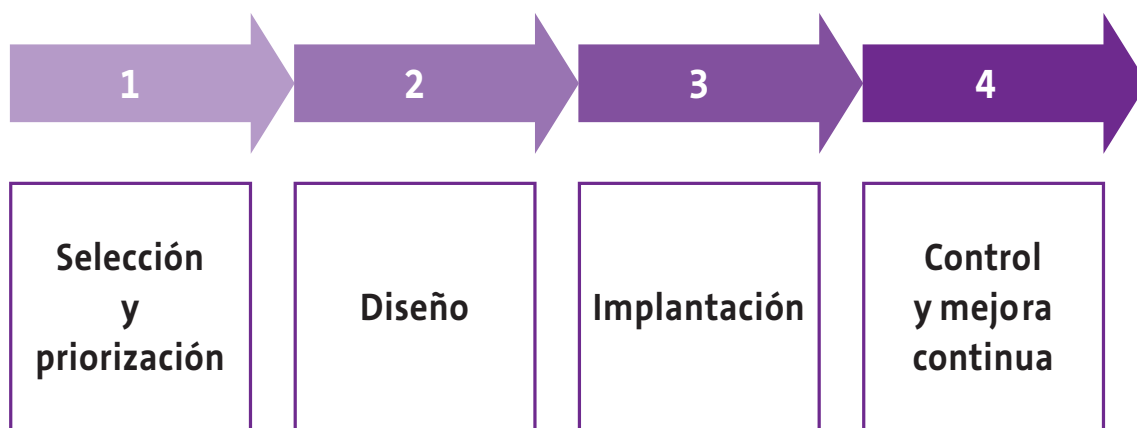 1
2
3
4
Selección
y
priorización
Diseño
Implantación
Control
y mejora
continua